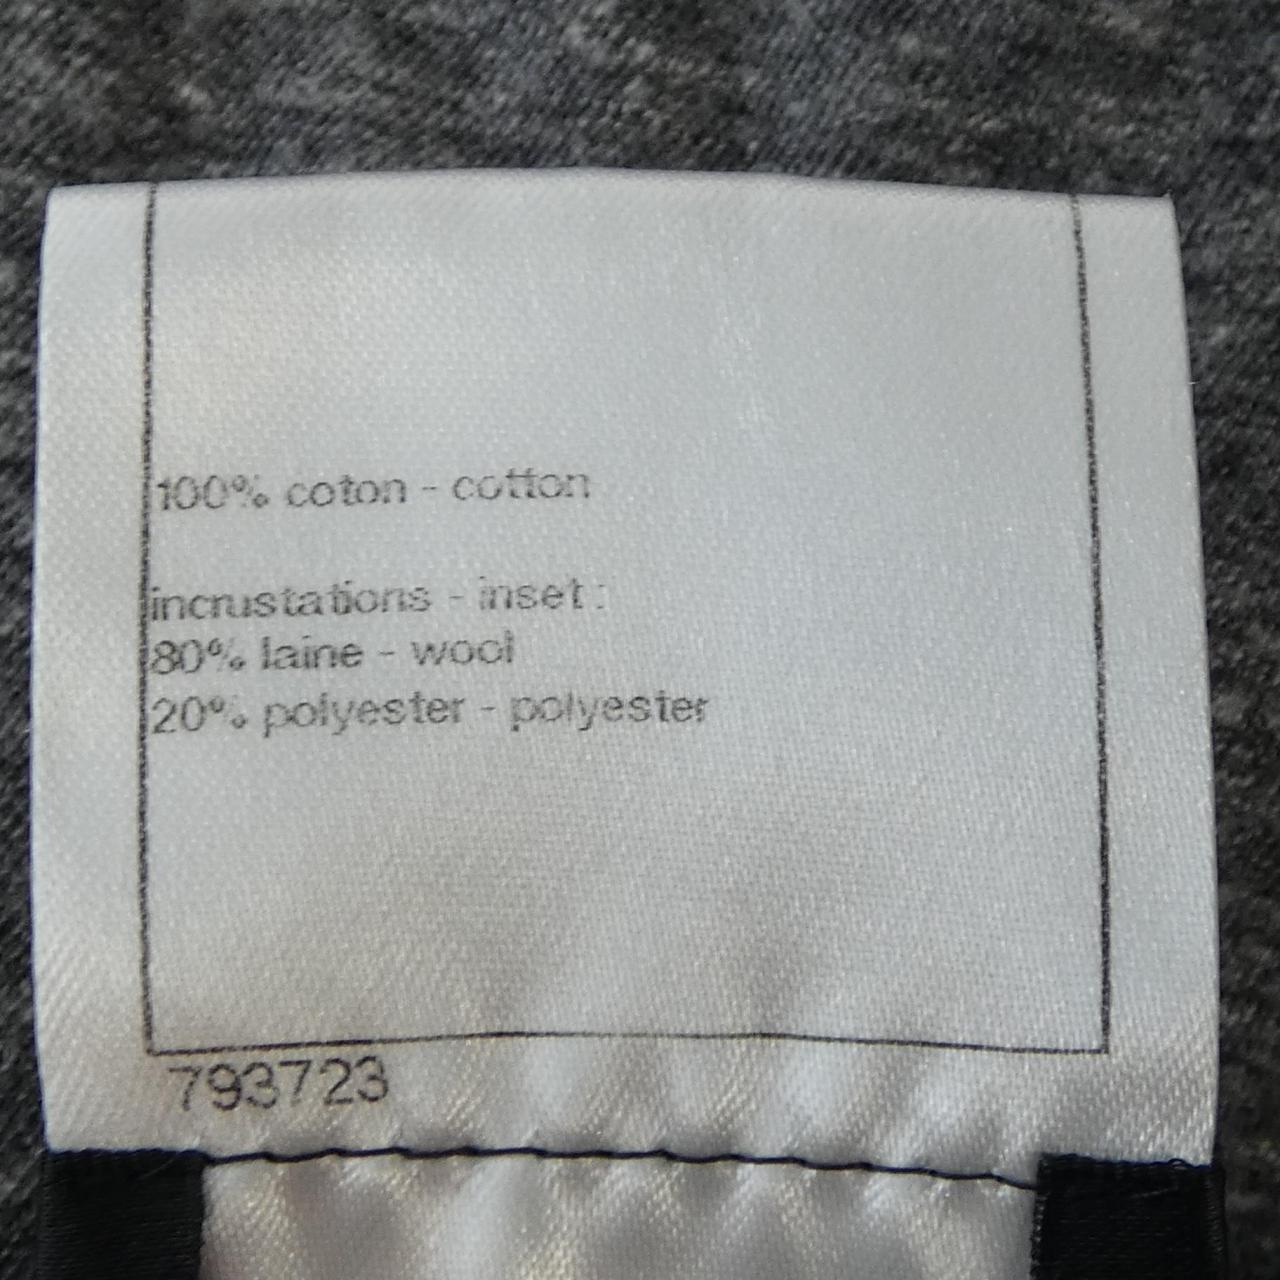 100% coton - cotton
incrustations - inset :
80% laine - wool
20% polyester - polyester
793723